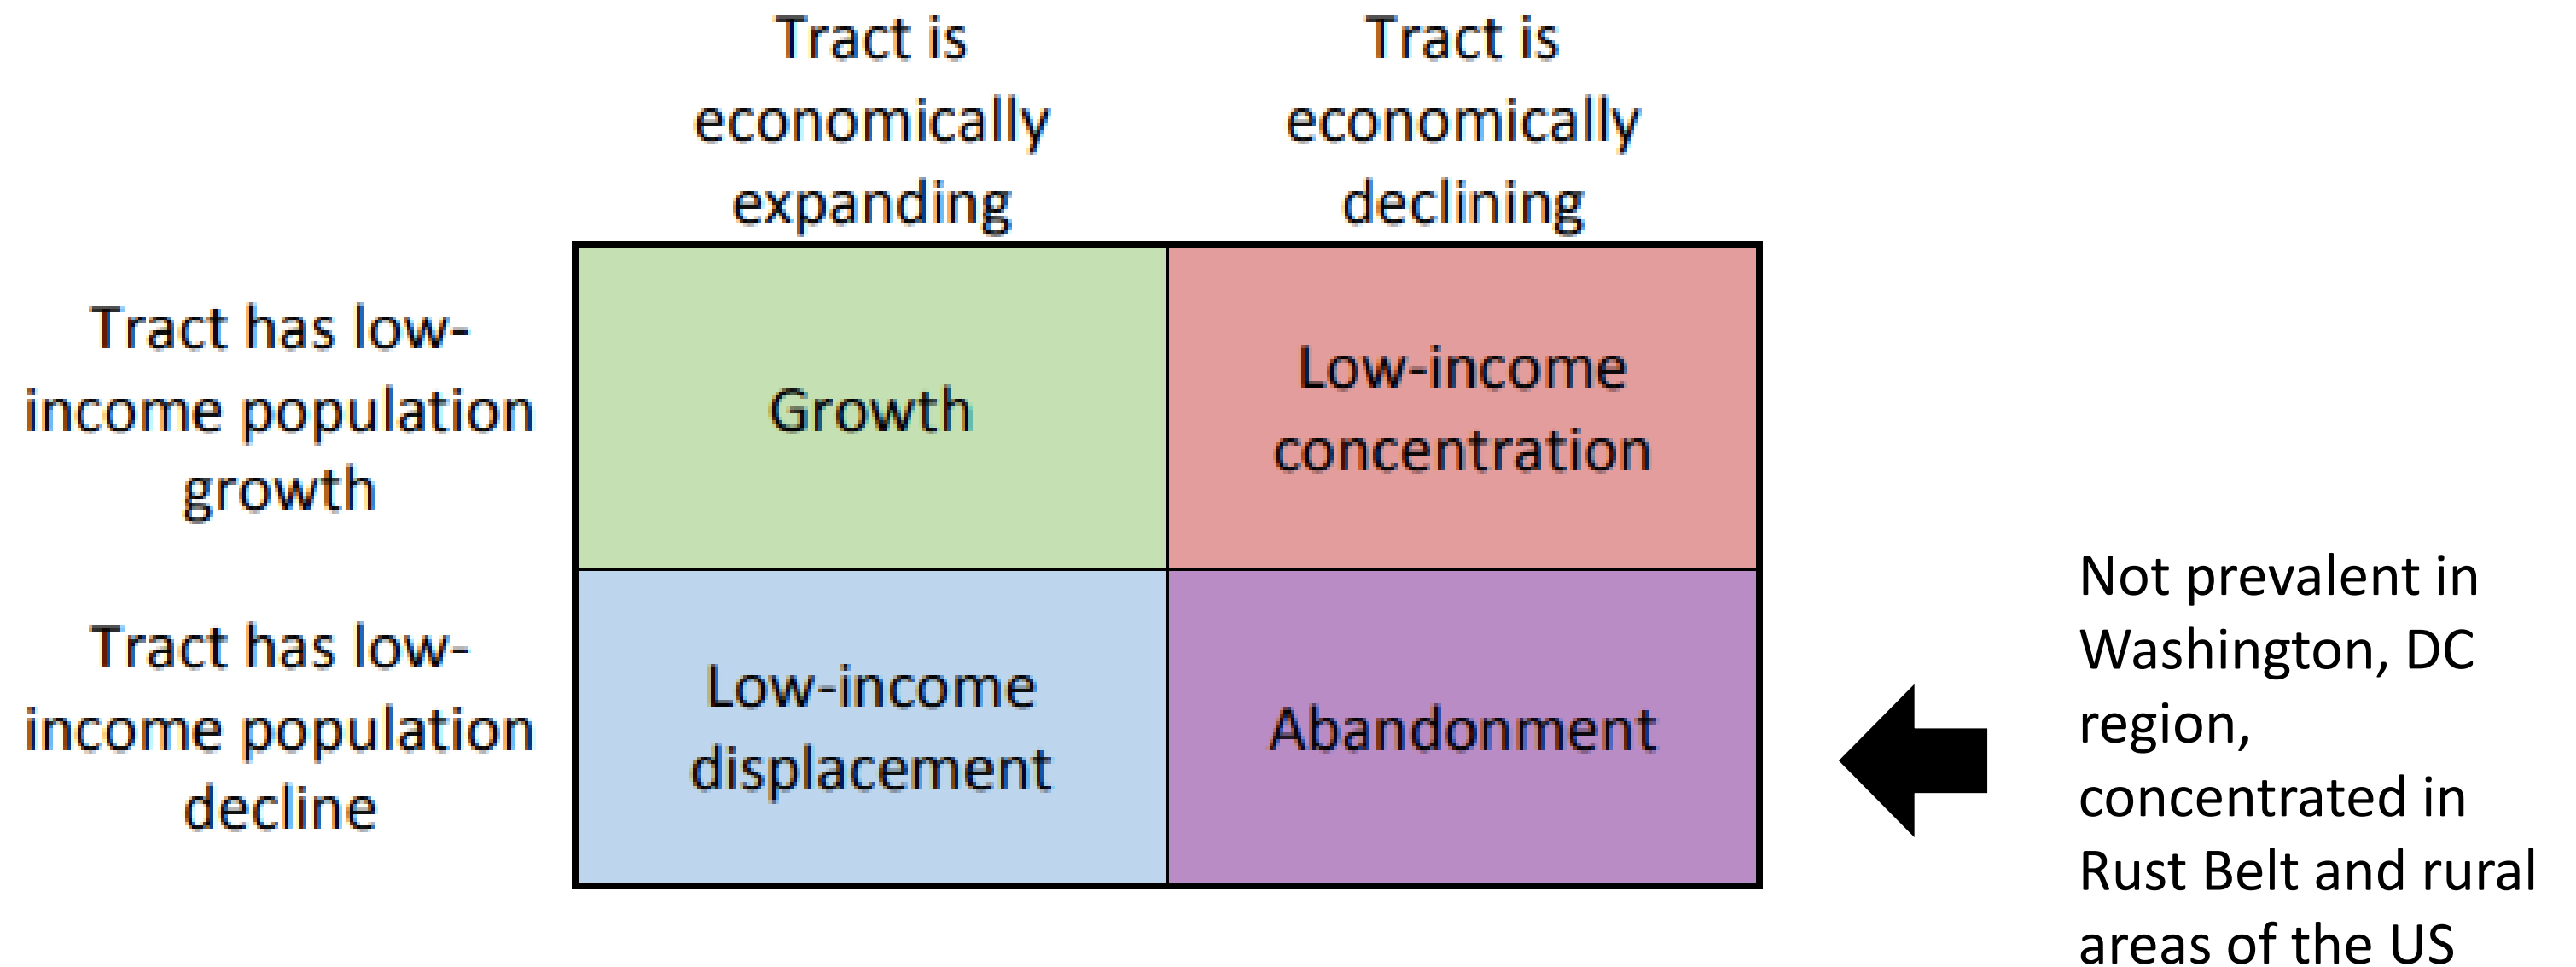 Tract is
economically
expanding
Tract is
economically
declining
Tract has low-
income population
growth
Growth
Low-income
concentration
Tract has low-
income population
decline
Low-income
displacement
Abandonment
Not prevalent in
Washington, DC
region,
concentrated in
Rust Belt and rural
areas of the US